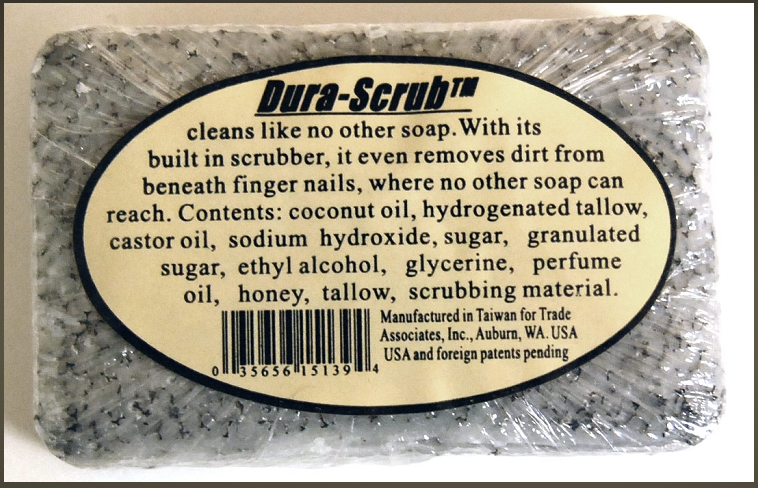 Dura-Scrub™
cleans like no other soap.With its
built in scrubber, it even removes dirt from
beneath finger nails, where no other soap can
reach. Contents: coconut oil, hydrogenated tallow,
castor oil, sodium hydroxide, sugar, granulated
sugar, ethyl alcohol, glycerine, perfume
oil, honey, tallow, scrubbing material.
Manufactured in Taiwan for Trade
Associates, Inc., Auburn, WA. USA
USA and foreign patents pending
0 35656 15139 4